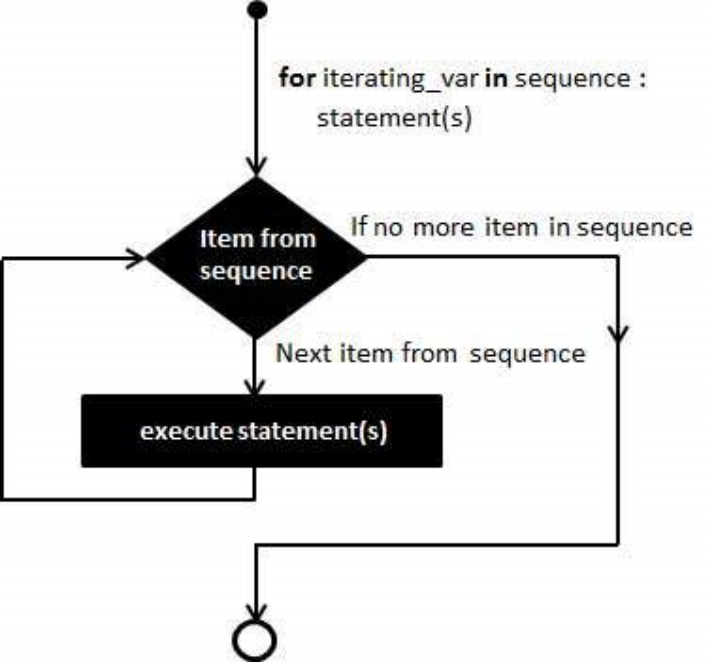 for iterating_var in sequence :
statement(s)
If no more item in sequence
Item from
sequence
Next item from sequence
execute statement(s)